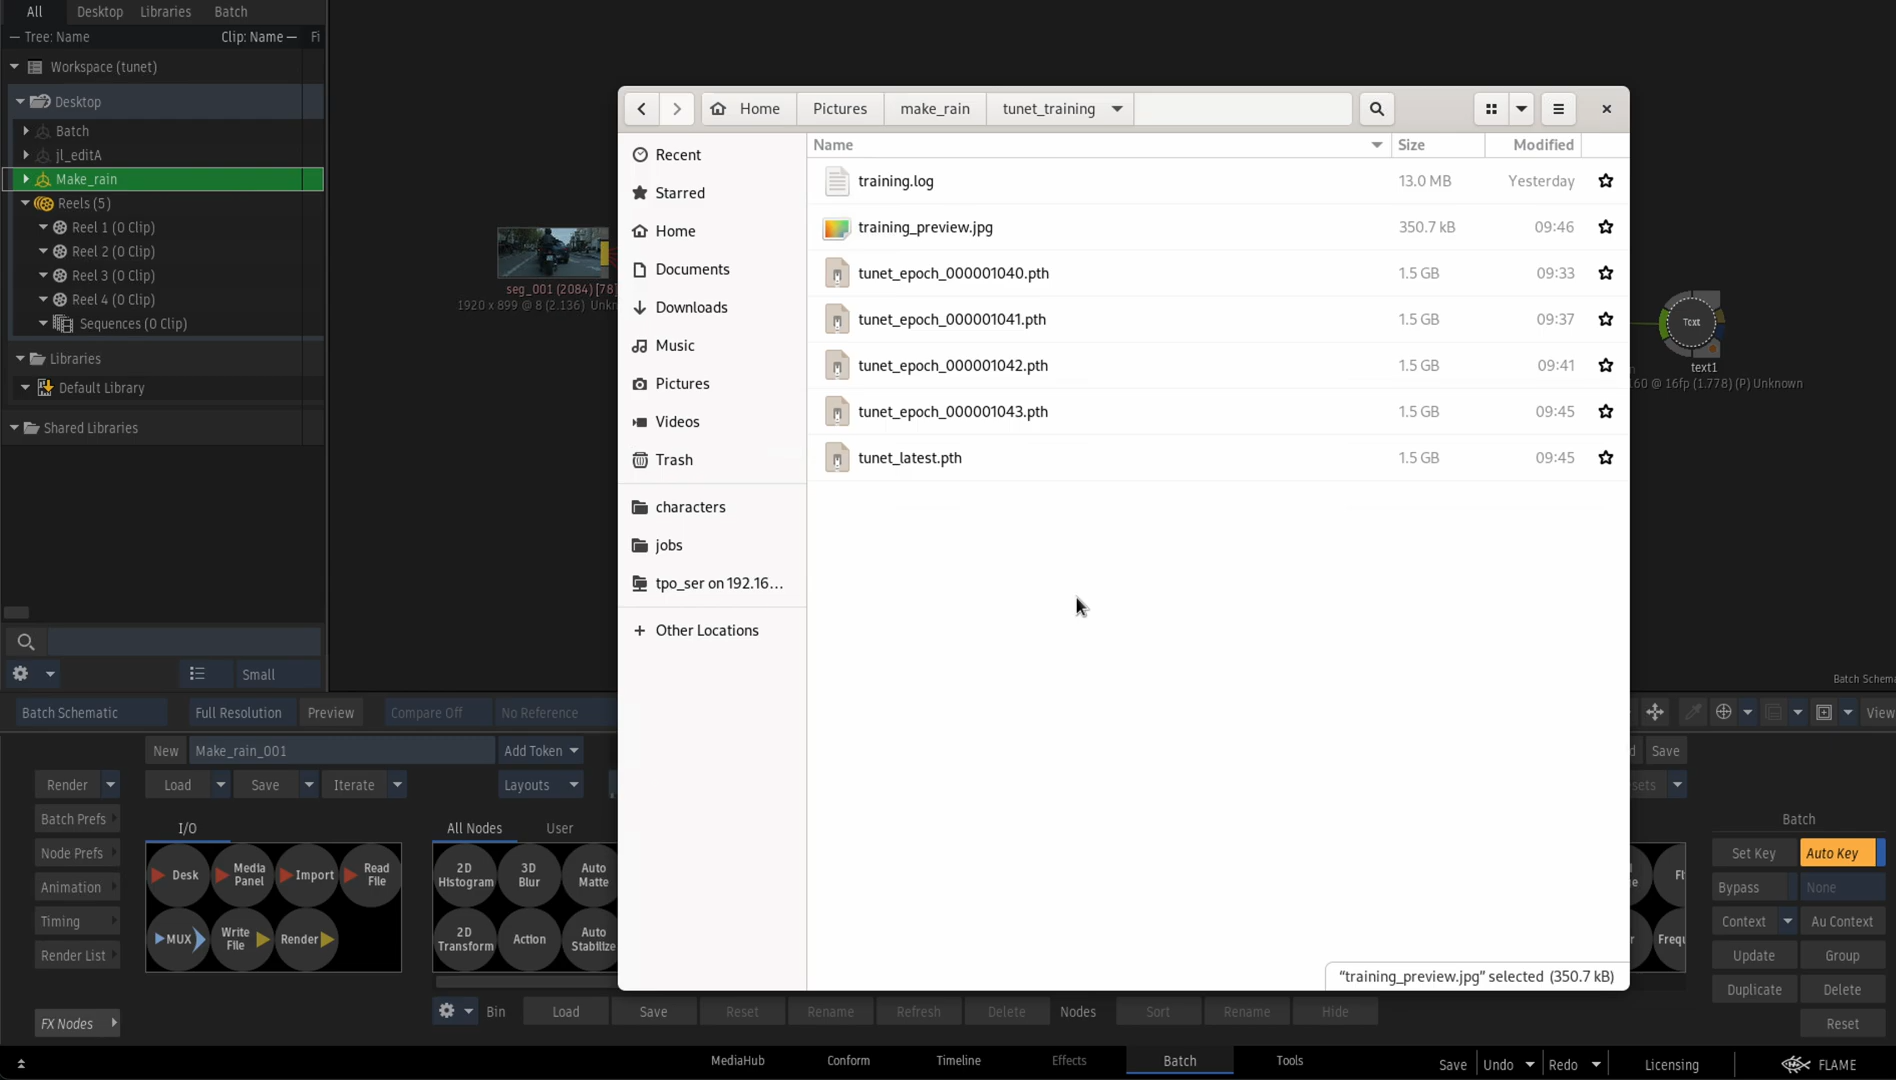 All Desktop Libraries Batch
Tree: Name Clip: Name Fi
Workspace (tunet)
Desktop
Batch
jl_editA
Make_rain
Reels (5)
Reel 1 (0 Clip)
Reel 2 (0 Clip)
Reel 3 (0 Clip)
Reel 4 (0 Clip)
Sequences (0 Clip)
Libraries
Default Library
Shared Libraries
Small
seg_001 (2084) [78]
1920 x 899 @ 8 (2.136) Unkn
Home Pictures make_rain tunet_training
Recent
Starred
Home
Documents
Downloads
Music
Pictures
Videos
Trash
characters
jobs
tpo_ser on 192.16…
+ Other Locations
Name Size Modified
training.log 13.0 MB Yesterday
training_preview.jpg 350.7 kB 09:46
tunet_epoch_000001040.pth 1.5 GB 09:33
tunet_epoch_000001041.pth 1.5 GB 09:37
tunet_epoch_000001042.pth 1.5 GB 09:41
tunet_epoch_000001043.pth 1.5 GB 09:45
tunet_latest.pth 1.5 GB 09:45
“training_preview.jpg” selected (350.7 kB)
Text
text1
60 @ 16fp (1.778) (P) Unknown
Batch Schema
Batch Schematic Full Resolution Preview Compare Off No Reference View
New Make_rain_001 Add Token Save
Render Load Save Iterate Layouts
Batch Prefs
Node Prefs
Animation
Timing
Render List
FX Nodes
I/O
Desk
Media Panel
Import
Read File
MUX
Write File
Render
All Nodes User
2D Histogram
3D Blur
Auto Matte
2D Transform
Action
Auto Stabilize
Frequ
Batch
Set Key Auto Key
Bypass None
Context Au Context
Update Group
Duplicate Delete
Reset
Bin Load Save Reset Rename Refresh Delete Nodes Sort Rename Hide
MediaHub Conform Timeline Effects Batch Tools Save Undo Redo Licensing FLAME